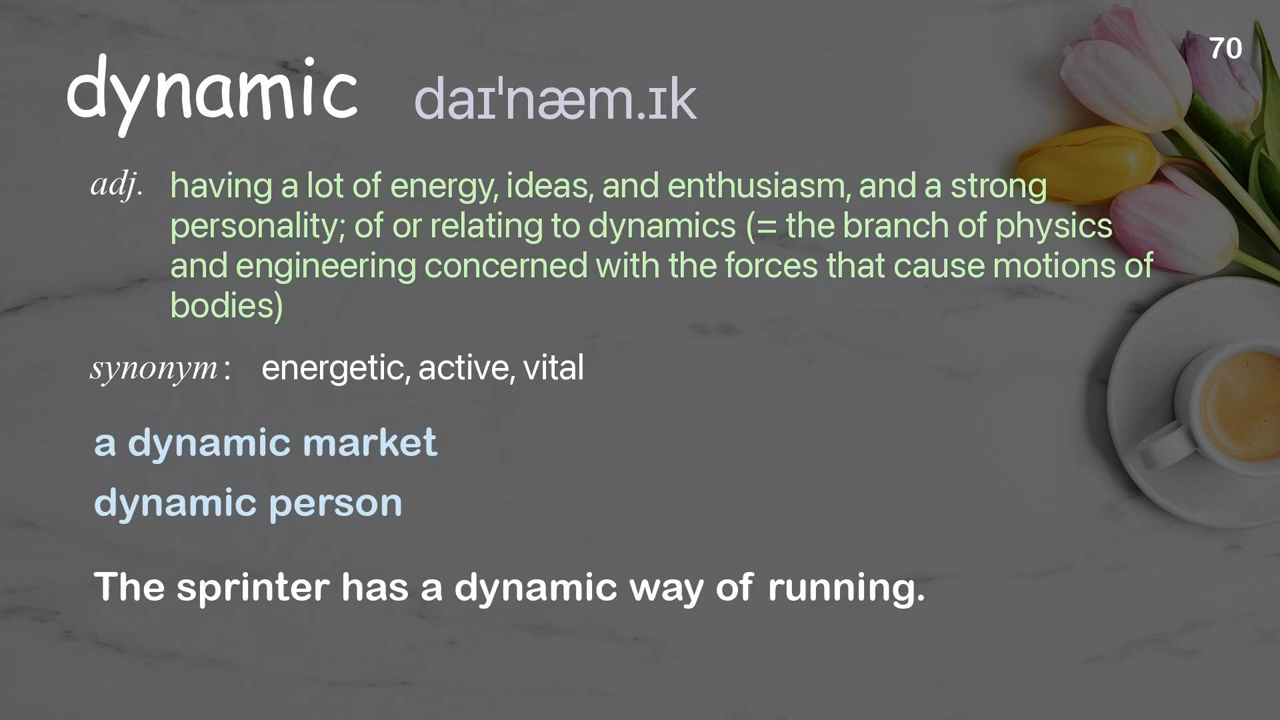 70
dynamic daɪˈnæm.ɪk
adj. having a lot of energy, ideas, and enthusiasm, and a strong
personality; of or relating to dynamics (= the branch of physics
and engineering concerned with the forces that cause motions of
bodies)
synonym: energetic, active, vital
a dynamic market
dynamic person
The sprinter has a dynamic way of running.